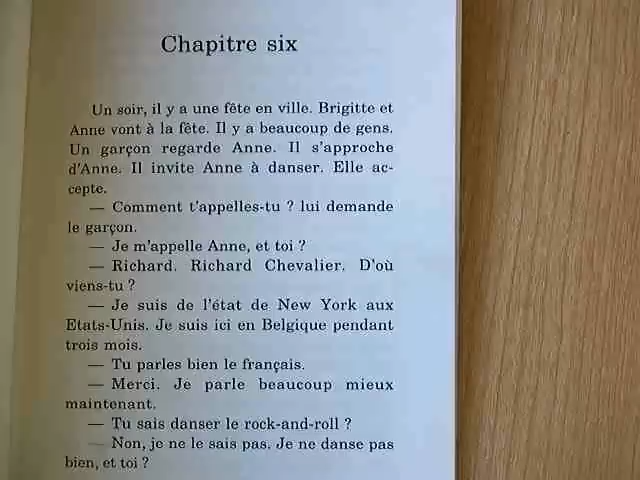 Chapitre six
Un soir, il y a une fête en ville. Brigitte et
Anne vont à la fête. Il y a beaucoup de gens.
Un garçon regarde Anne. Il s'approche
d'Anne. Il invite Anne à danser. Elle ac-
cepte.
— Comment t'appelles-tu ? lui demande
le garçon.
— Je m'appelle Anne, et toi ?
— Richard. Richard Chevalier. D'où
viens-tu ?
— Je suis de l'état de New York aux
Etats-Unis. Je suis ici en Belgique pendant
trois mois.
— Tu parles bien le français.
— Merci. Je parle beaucoup mieux
maintenant.
— Tu sais danser le rock-and-roll ?
— Non, je ne le sais pas. Je ne danse pas
bien, et toi ?